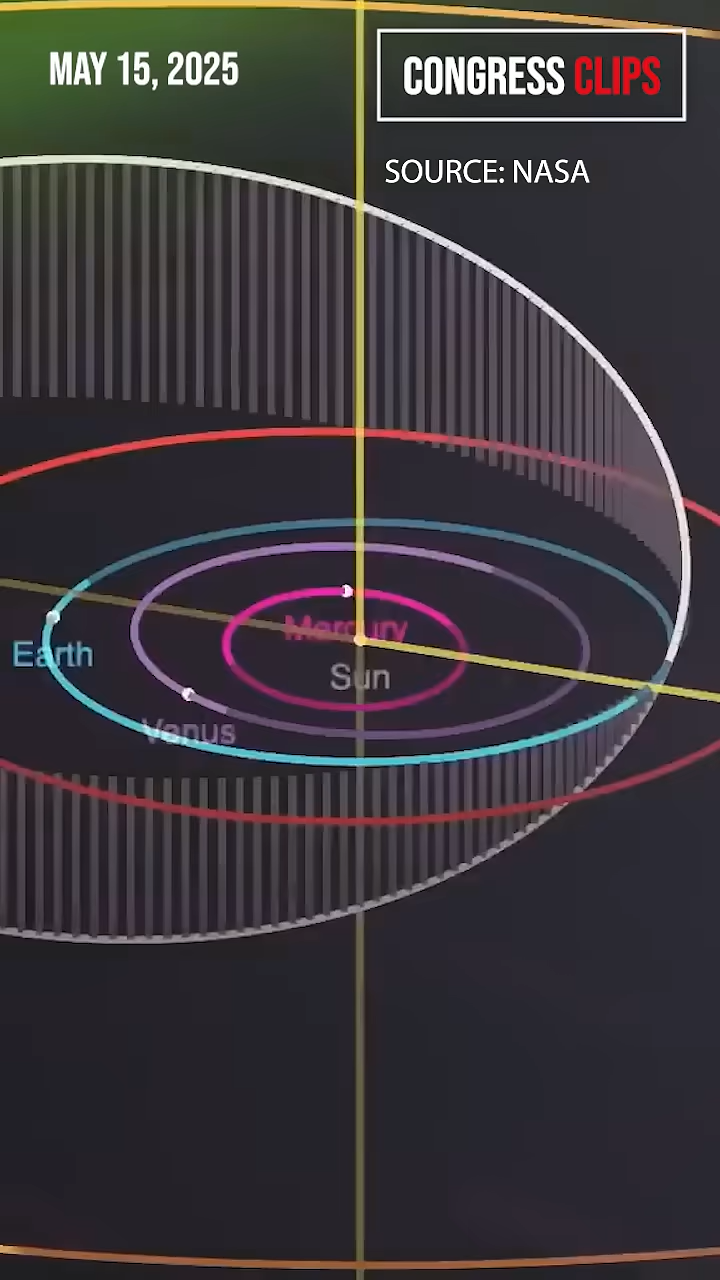 MAY 15, 2025
CONGRESS CLIPS
SOURCE: NASA
Mercury
Earth
Sun
Venus